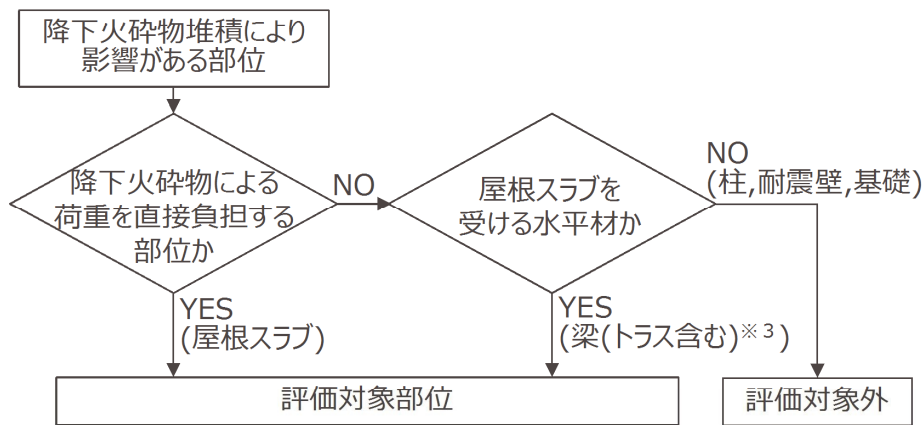 降下火砕物堆積により
影響がある部位
降下火砕物による
荷重を直接負担する
部位か
NO
屋根スラブを
受ける水平材か
NO
(柱,耐震壁,基礎)
YES
(屋根スラブ)
YES
(梁(トラス含む)※3)
評価対象部位
評価対象外